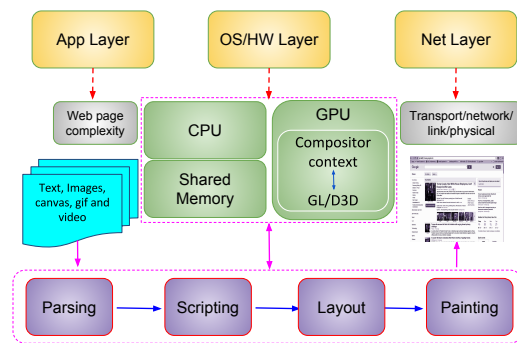 App Layer
OS/HW Layer
Net Layer
Web page
complexity
CPU
Shared
Memory
GPU
Compositor
context
GL/D3D
Transport/network/
link/physical
Text, Images,
canvas, gif and
video
Parsing
Scripting
Layout
Painting